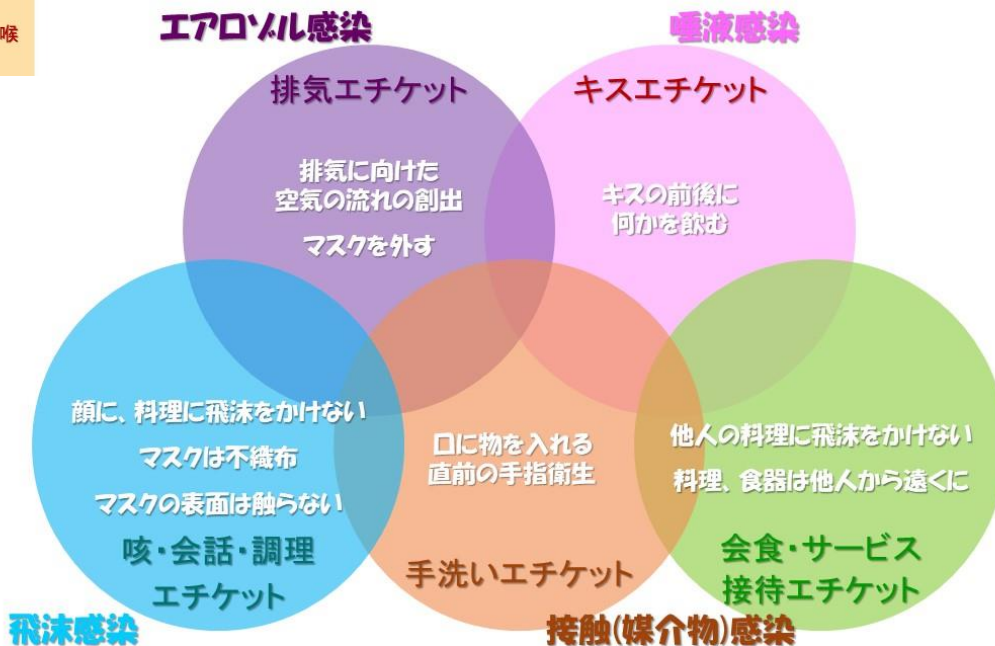 喉
エアロゾル感染
唾液感染
排気エチケット
キスエチケット
排気に向けた
空気の流れの創出
マスクを外す
キスの前後に
何かを飲む
顔に、料理に飛沫をかけない
マスクは不織布
マスクの表面は触らない
咳・会話・調理
エチケット
口に物を入れる
直前の手指衛生
手洗いエチケット
他人の料理に飛沫をかけない
料理、食器は他人から遠くに
会食・サービス
接待エチケット
飛沫感染
接触(媒介物)感染